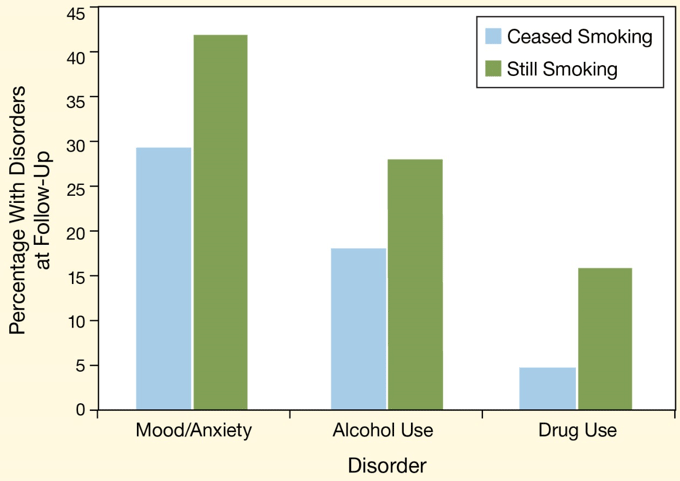 Percentage With Disorders
at Follow-Up
45
40
35
30
25
20
15
10
5
0
Ceased Smoking
Still Smoking
Mood/Anxiety
Alcohol Use
Drug Use
Disorder